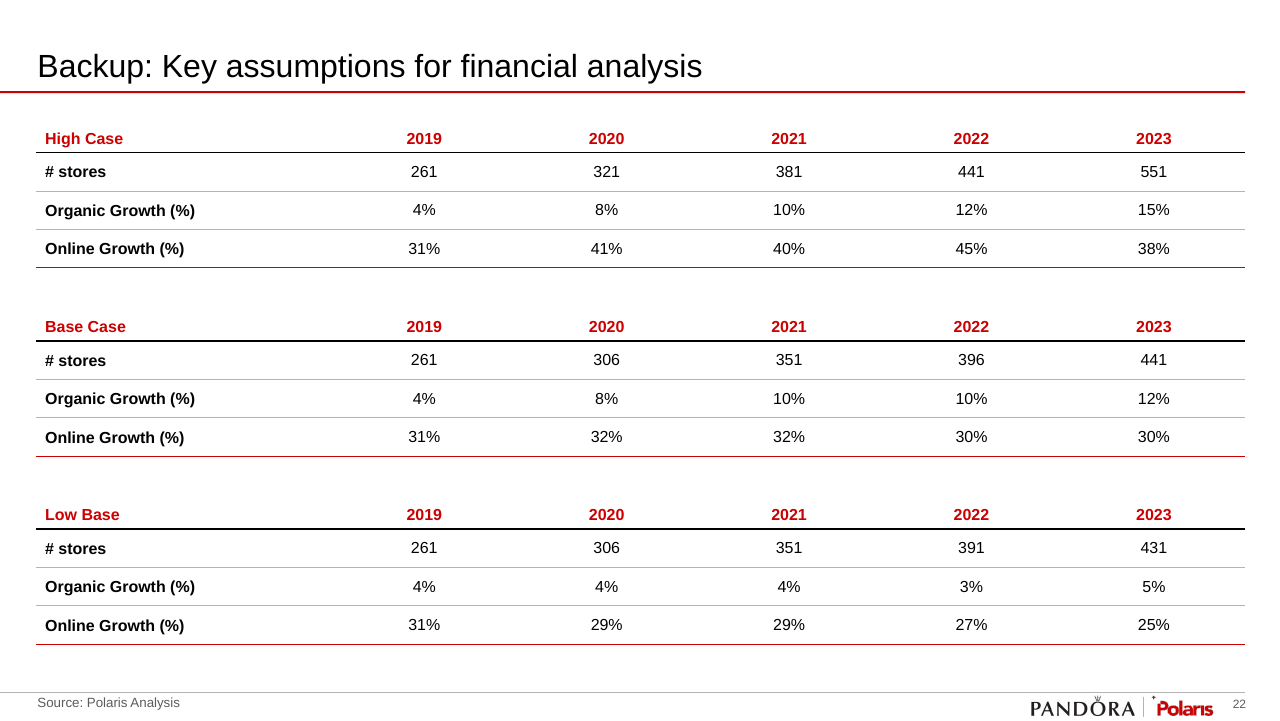 Backup: Key assumptions for financial analysis
High Case 2019 2020 2021 2022 2023
# stores 261 321 381 441 551
Organic Growth (%) 4% 8% 10% 12% 15%
Online Growth (%) 31% 41% 40% 45% 38%
Base Case 2019 2020 2021 2022 2023
# stores 261 306 351 396 441
Organic Growth (%) 4% 8% 10% 10% 12%
Online Growth (%) 31% 32% 32% 30% 30%
Low Base 2019 2020 2021 2022 2023
# stores 261 306 351 391 431
Organic Growth (%) 4% 4% 4% 3% 5%
Online Growth (%) 31% 29% 29% 27% 25%
Source: Polaris Analysis PANDÓRA Polaris 22